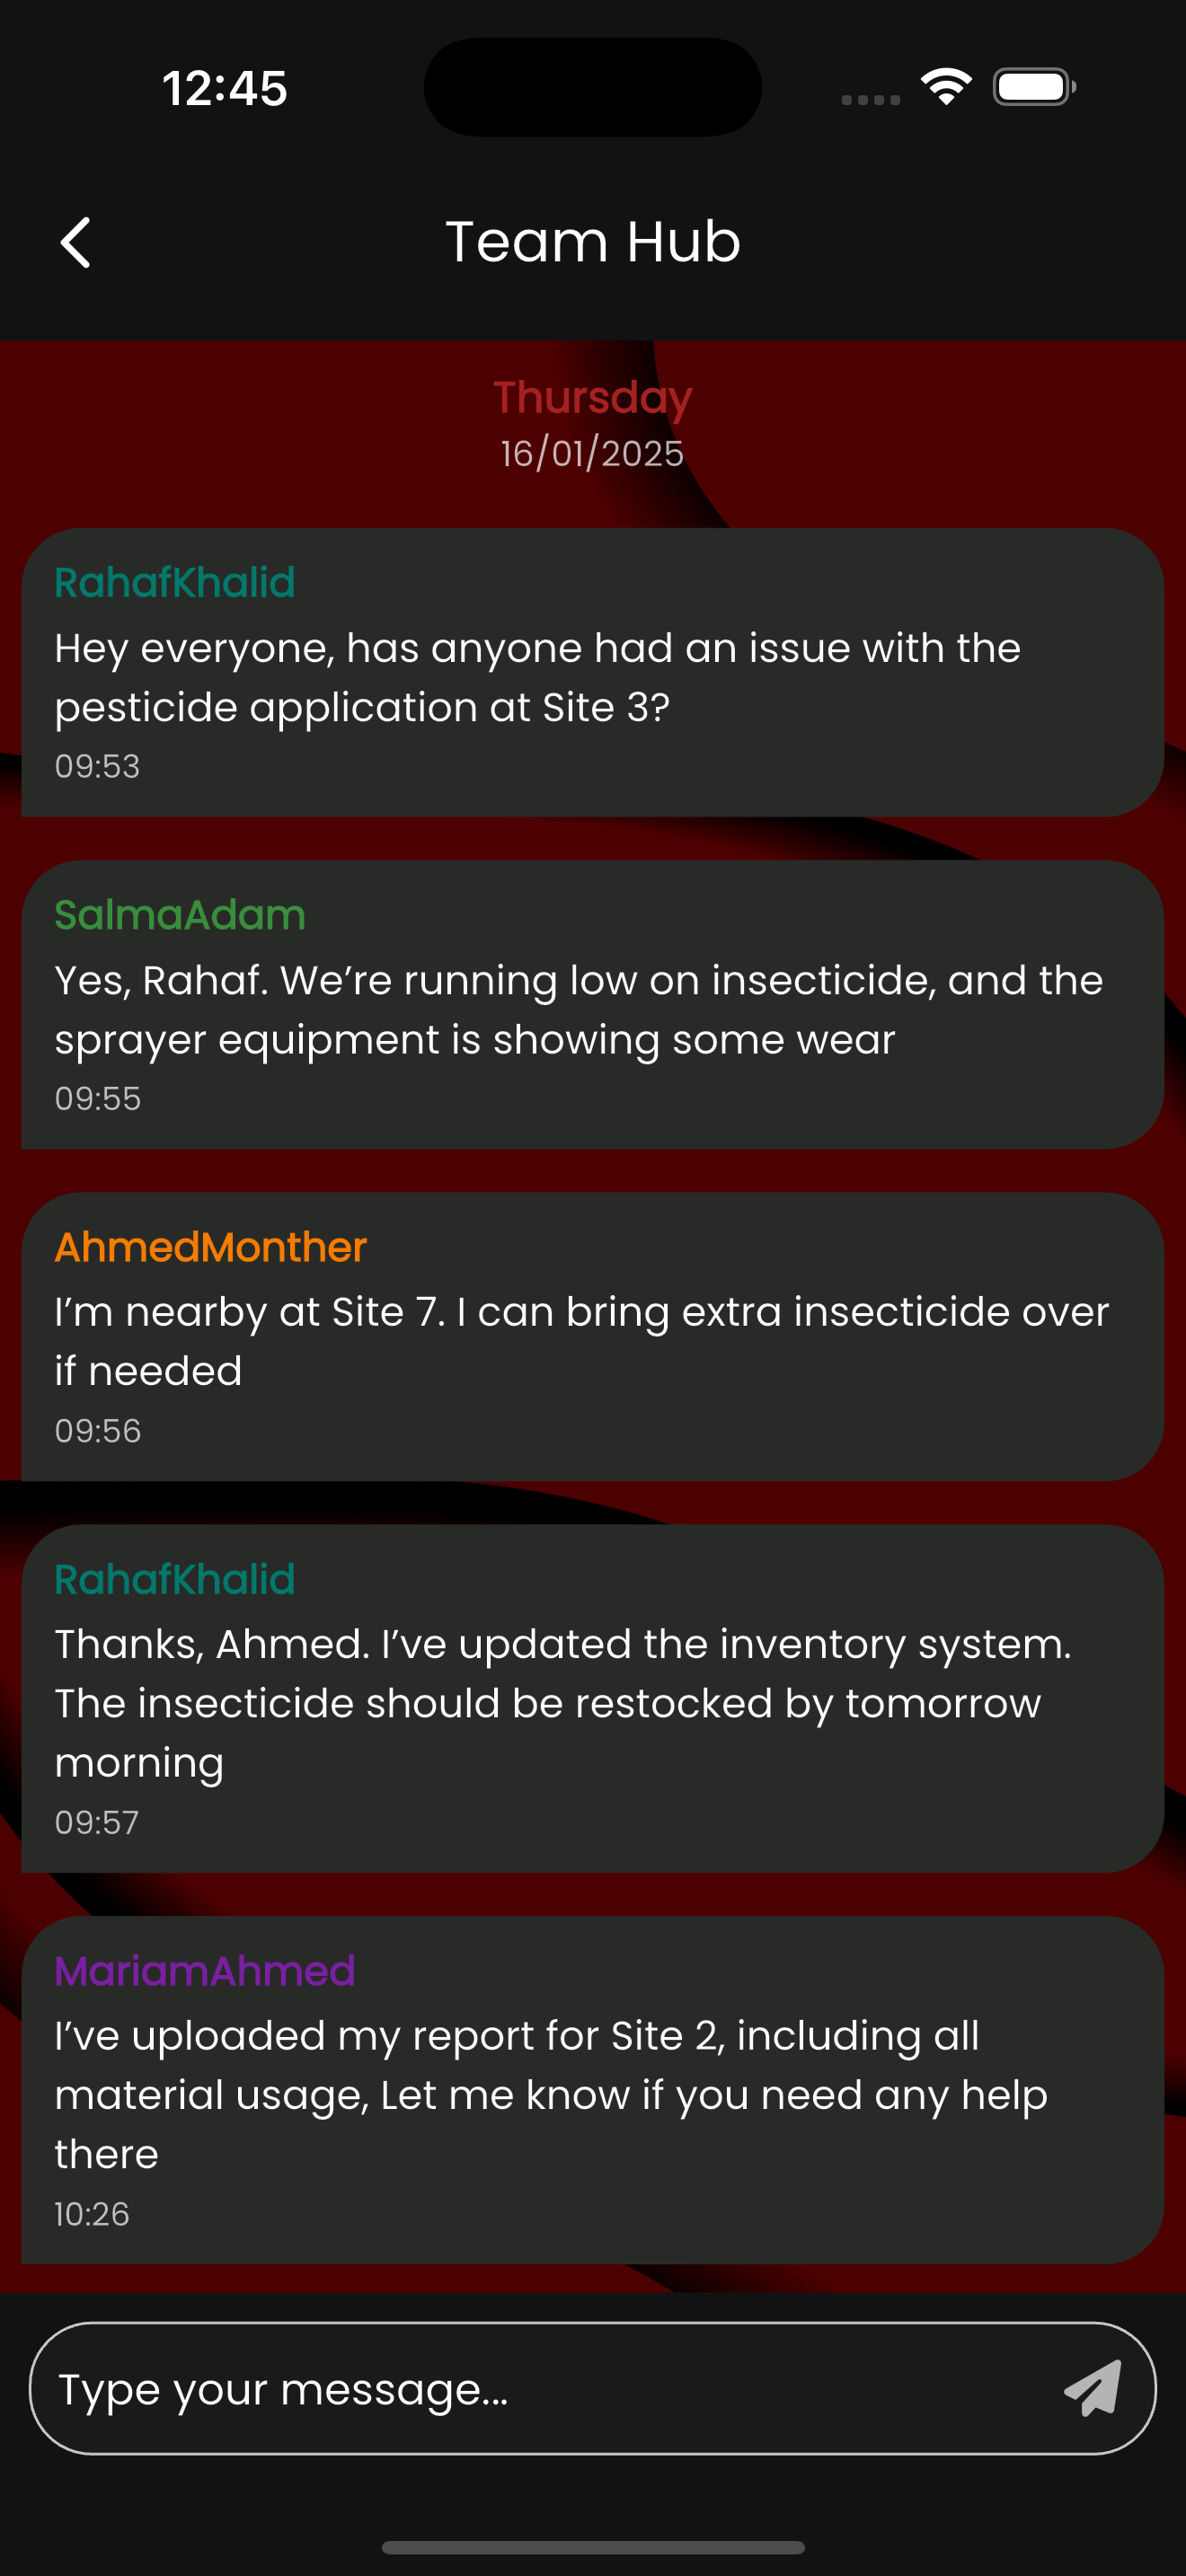 12:45
Team Hub
Thursday
16/01/2025
RahafKhalid
Hey everyone, has anyone had an issue with the
pesticide application at Site 3?
09:53
SalmaAdam
Yes, Rahaf. We’re running low on insecticide, and the
sprayer equipment is showing some wear
09:55
AhmedMonther
I’m nearby at Site 7. I can bring extra insecticide over
if needed
09:56
RahafKhalid
Thanks, Ahmed. I’ve updated the inventory system.
The insecticide should be restocked by tomorrow
morning
09:57
MariamAhmed
I’ve uploaded my report for Site 2, including all
material usage, Let me know if you need any help
there
10:26
Type your message...